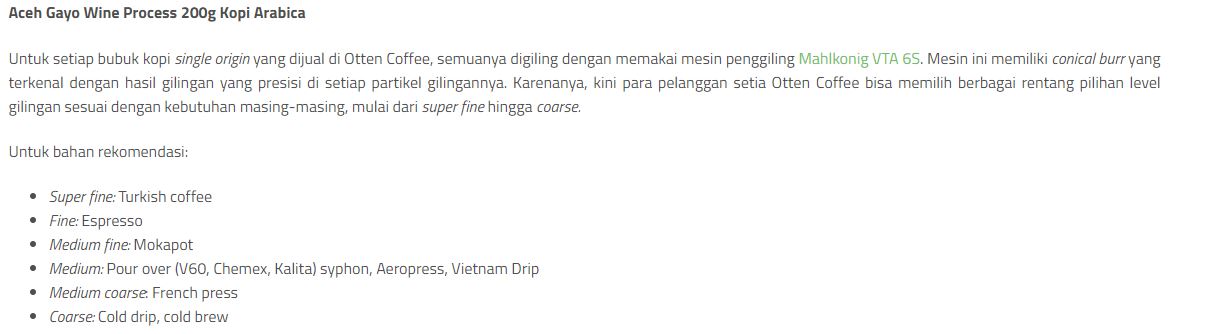 Aceh Gayo Wine Process 200g Kopi Arabica
Untuk setiap bubuk kopi single origin yang dijual di Otten Coffee, semuanya digiling dengan memakai mesin penggiling Mahlkonig VTA 6S. Mesin ini memiliki conical burr yang
terkenal dengan hasil gilingan yang presisi di setiap partikel gilingannya. Karenanya, kini para pelanggan setia Otten Coffee bisa memilih berbagai rentang pilihan level
gilingan sesuai dengan kebutuhan masing-masing, mulai dari super fine hingga coarse.
Untuk bahan rekomendasi:
• Super fine: Turkish coffee
• Fine: Espresso
• Medium fine: Mokapot
• Medium: Pour over (V60, Chemex, Kalita) syphon, Aeropress, Vietnam Drip
• Medium coarse: French press
• Coarse: Cold drip, cold brew